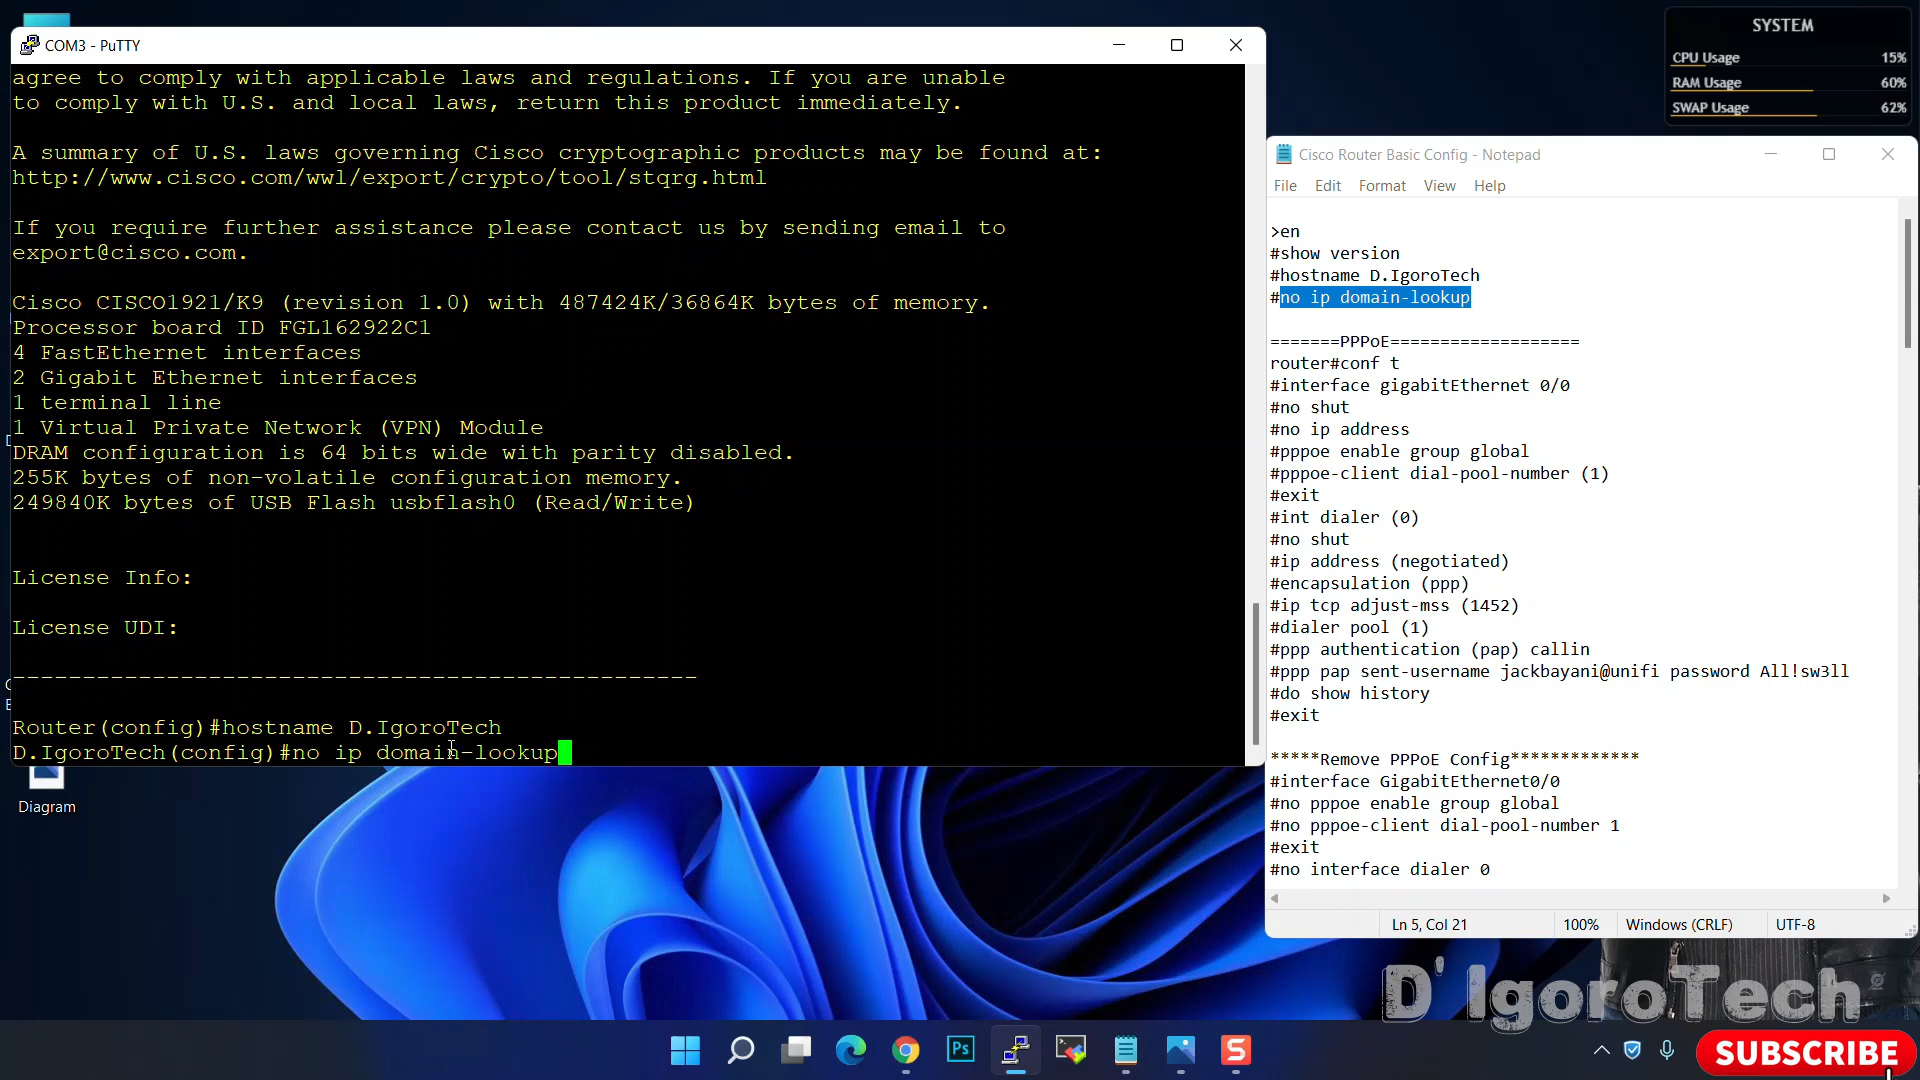 COM3 - PuTTY
agree to comply with applicable laws and regulations. If you are unable
to comply with U.S. and local laws, return this product immediately.
A summary of U.S. laws governing Cisco cryptographic products may be found at:
http://www.cisco.com/wwl/export/crypto/tool/stqrg.html
If you require further assistance please contact us by sending email to
export@cisco.com.
Cisco CISCO1921/K9 (revision 1.0) with 487424K/36864K bytes of memory.
Processor board ID FGL162922C1
4 FastEthernet interfaces
2 Gigabit Ethernet interfaces
1 terminal line
1 Virtual Private Network (VPN) Module
DRAM configuration is 64 bits wide with parity disabled.
255K bytes of non-volatile configuration memory.
249840K bytes of USB Flash usbflash0 (Read/Write)
License Info:
License UDI:
-------------------------------------------------
Router(config)#hostname D.IgoroTech
D.IgoroTech(config)#no ip domain-lookup
Diagram
SYSTEM
CPU Usage 15%
RAM Usage 60%
SWAP Usage 62%
Cisco Router Basic Config - Notepad
File Edit Format View Help
>en
#show version
#hostname D.IgoroTech
#no ip domain-lookup
=======PPPoE===================
router#conf t
#interface gigabitEthernet 0/0
#no shut
#no ip address
#pppoe enable group global
#pppoe-client dial-pool-number (1)
#exit
#int dialer (0)
#no shut
#ip address (negotiated)
#encapsulation (ppp)
#ip tcp adjust-mss (1452)
#dialer pool (1)
#ppp authentication (pap) callin
#ppp pap sent-username jackbayani@unifi password All!sw3ll
#do show history
#exit
*****Remove PPPoE Config*************
#interface GigabitEthernet0/0
#no pppoe enable group global
#no pppoe-client dial-pool-number 1
#exit
#no interface dialer 0
Ln 5, Col 21 100% Windows (CRLF) UTF-8
D'IgoroTech
Ps
S
SUBSCRIBE